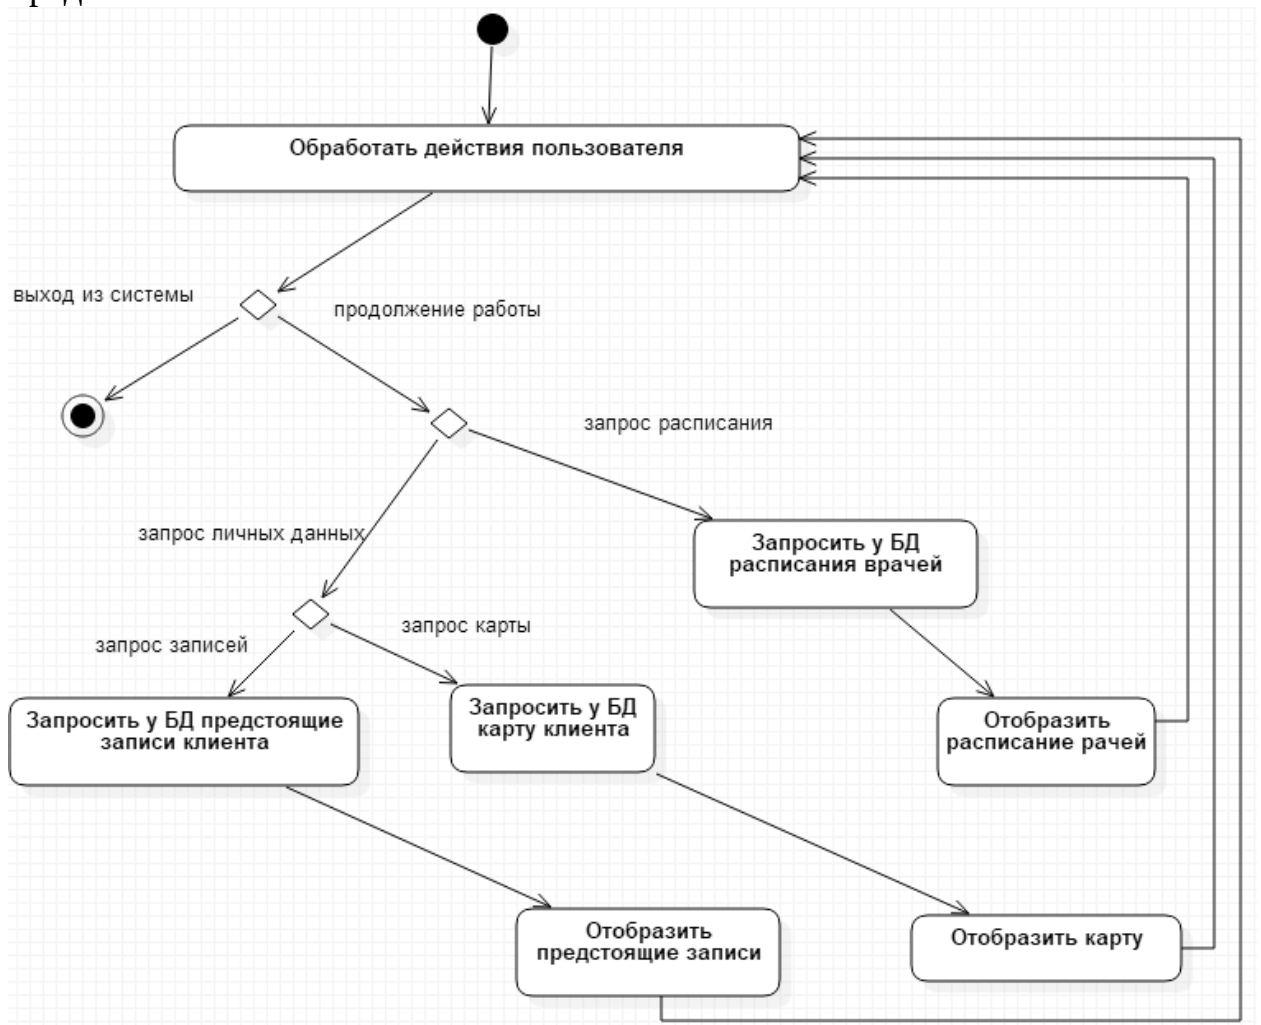 Обработать действия пользователя
выход из системы
продолжение работы
запрос расписания
запрос личных данных
Запросить у БД
расписания врачей
запрос записей
запрос карты
Запросить у БД предстоящие
записи клиента
Запросить у БД
карту клиента
Отобразить
расписание рачей
Отобразить
предстоящие записи
Отобразить карту